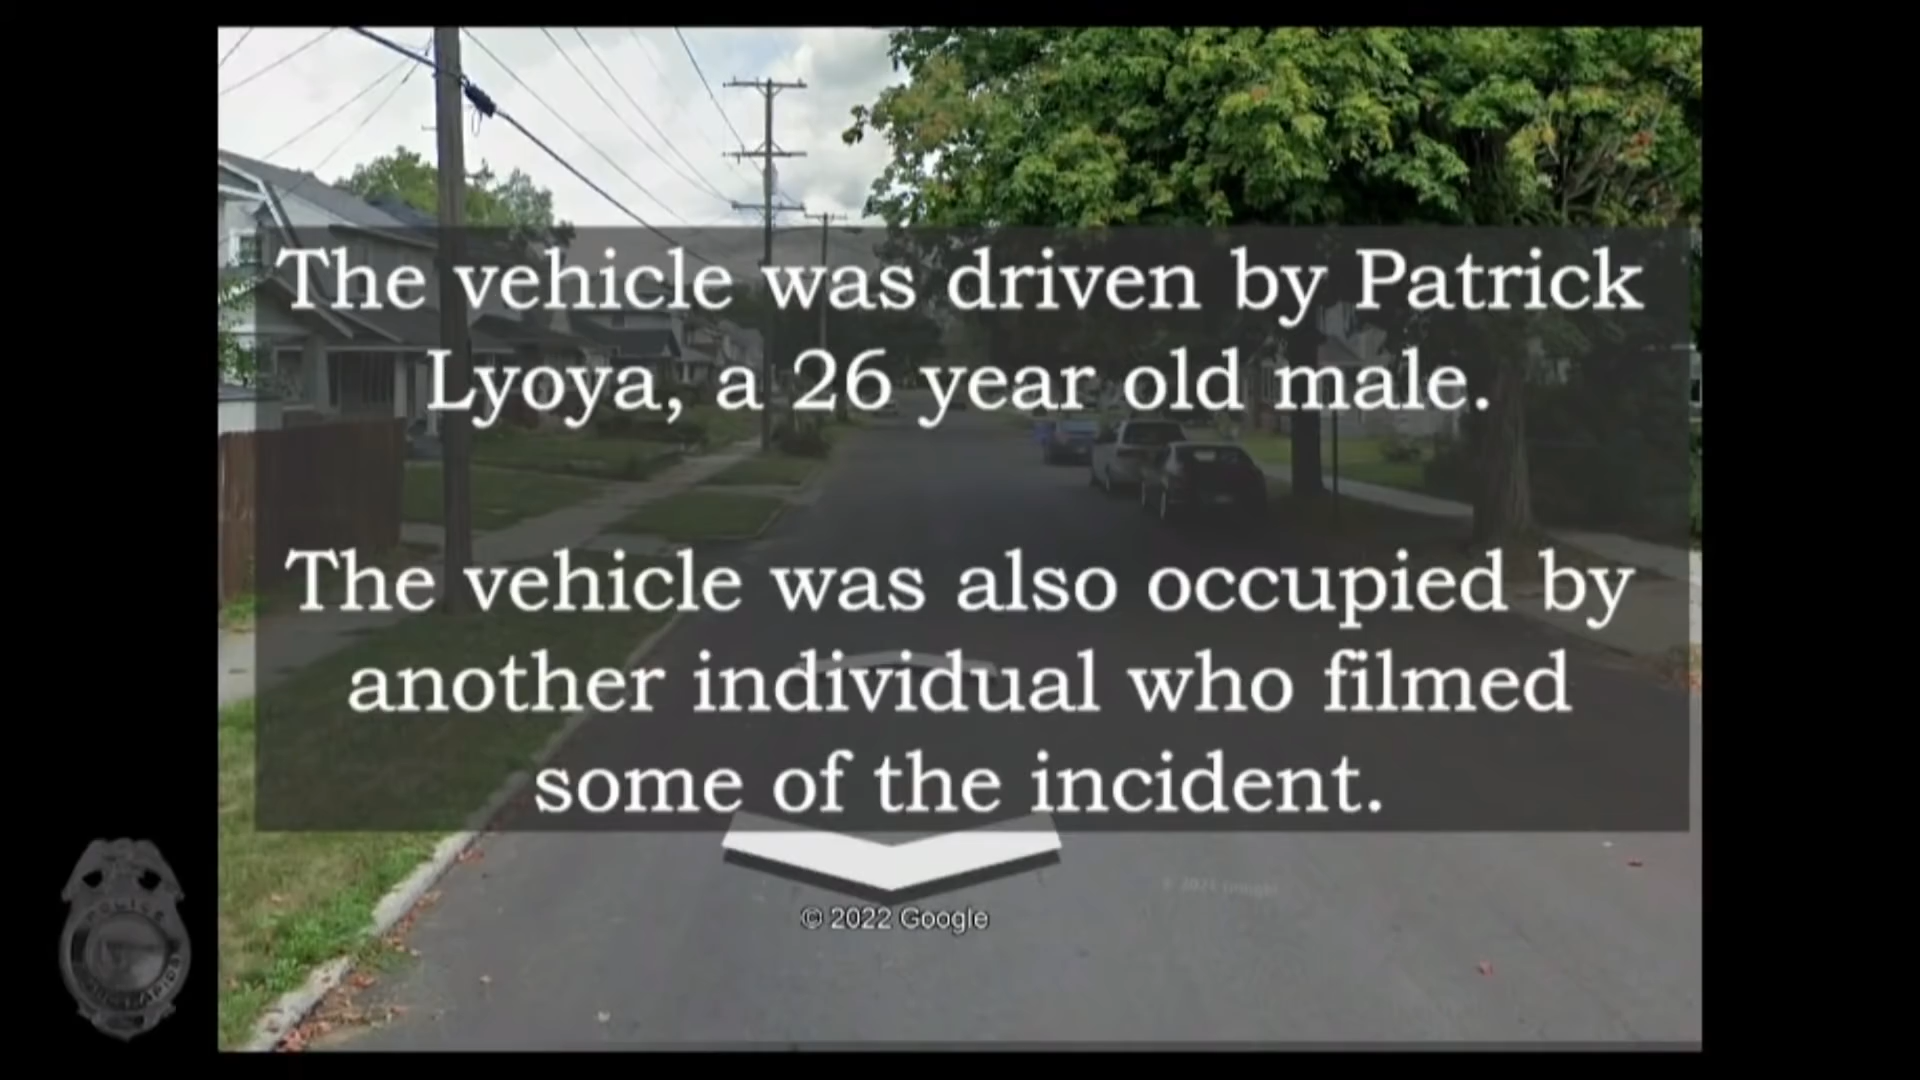 The vehicle was driven by Patrick
Lyoya, a 26 year old male.
The vehicle was also occupied by
another individual who filmed
some of the incident.
© 2022 Google
POLICE